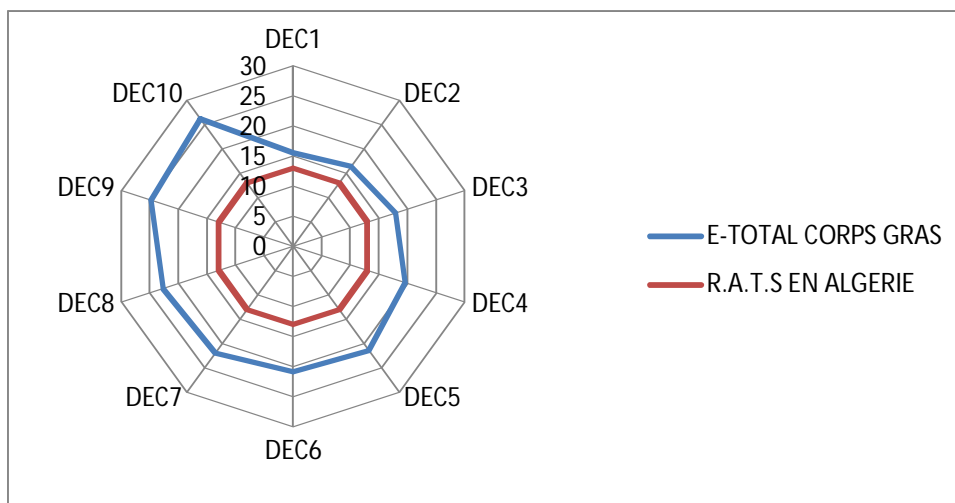 DEC1
DEC2
DEC3
DEC4
DEC5
DEC6
DEC7
DEC8
DEC9
DEC10
30
25
20
15
10
5
0
E-TOTAL CORPS GRAS
R.A.T.S EN ALGERIE